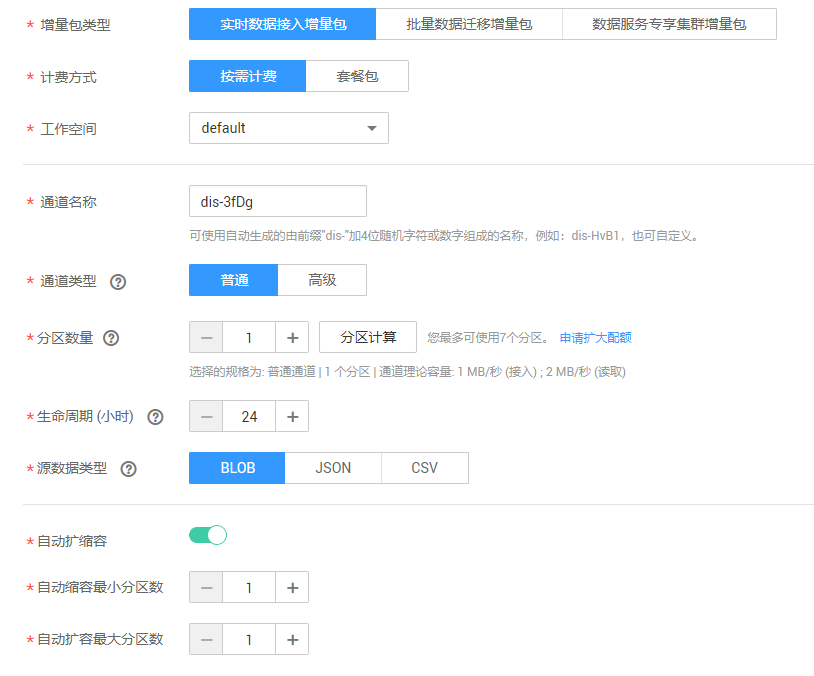 * 增量包类型 实时数据接入增量包 批量数据迁移增量包 数据服务专享集群增量包
* 计费方式 按需计费 套餐包
* 工作空间 default
* 通道名称 dis-3fDg
可使用自动生成的由前缀"dis-"加4位随机字符或数字组成的名称，例如：dis-HvB1，也可自定义。
* 通道类型 ? 普通 高级
* 分区数量 ? − 1 + 分区计算 您最多可使用7个分区。 申请扩大配额
选择的规格为: 普通通道 | 1 个分区 | 通道理论容量: 1 MB/秒 (接入) ; 2 MB/秒 (读取)
* 生命周期 (小时) ? − 24 +
* 源数据类型 ? BLOB JSON CSV
* 自动扩缩容
* 自动缩容最小分区数 − 1 +
* 自动扩容最大分区数 − 1 +